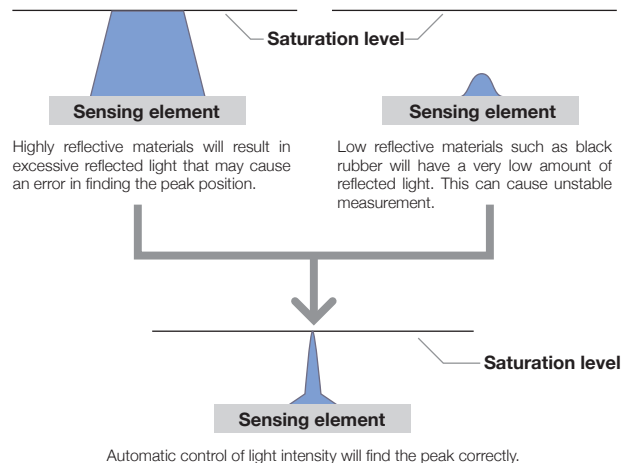 Saturation level
Sensing element
Sensing element
Highly reflective materials will result in
excessive reflected light that may cause
an error in finding the peak position.
Low reflective materials such as black
rubber will have a very low amount of
reflected light. This can cause unstable
measurement.
Saturation level
Sensing element
Automatic control of light intensity will find the peak correctly.